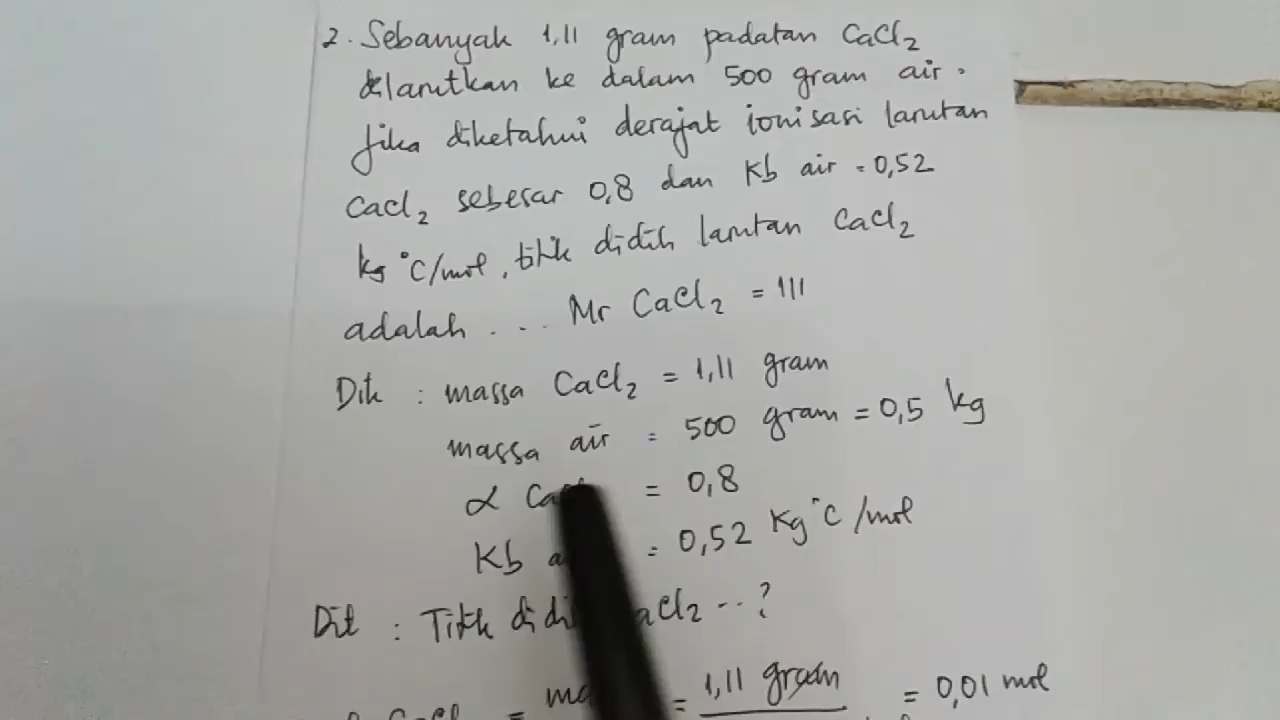 2. Sebanyak 1,11 gram padatan CaCl₂
dilarutkan ke dalam 500 gram air.
Jika diketahui derajat ionisasi larutan
CaCl₂ sebesar 0,8 dan Kb air = 0,52
kg °C/mol, titik didih larutan CaCl₂
adalah ... Mr CaCl₂ = 111
Dik : massa CaCl₂ = 1,11 gram
massa air = 500 gram = 0,5 kg
α = 0,8
Kb = 0,52 Kg °C/mol
Dit : Titik ...?
= = 1,11 gram = 0,01 mol